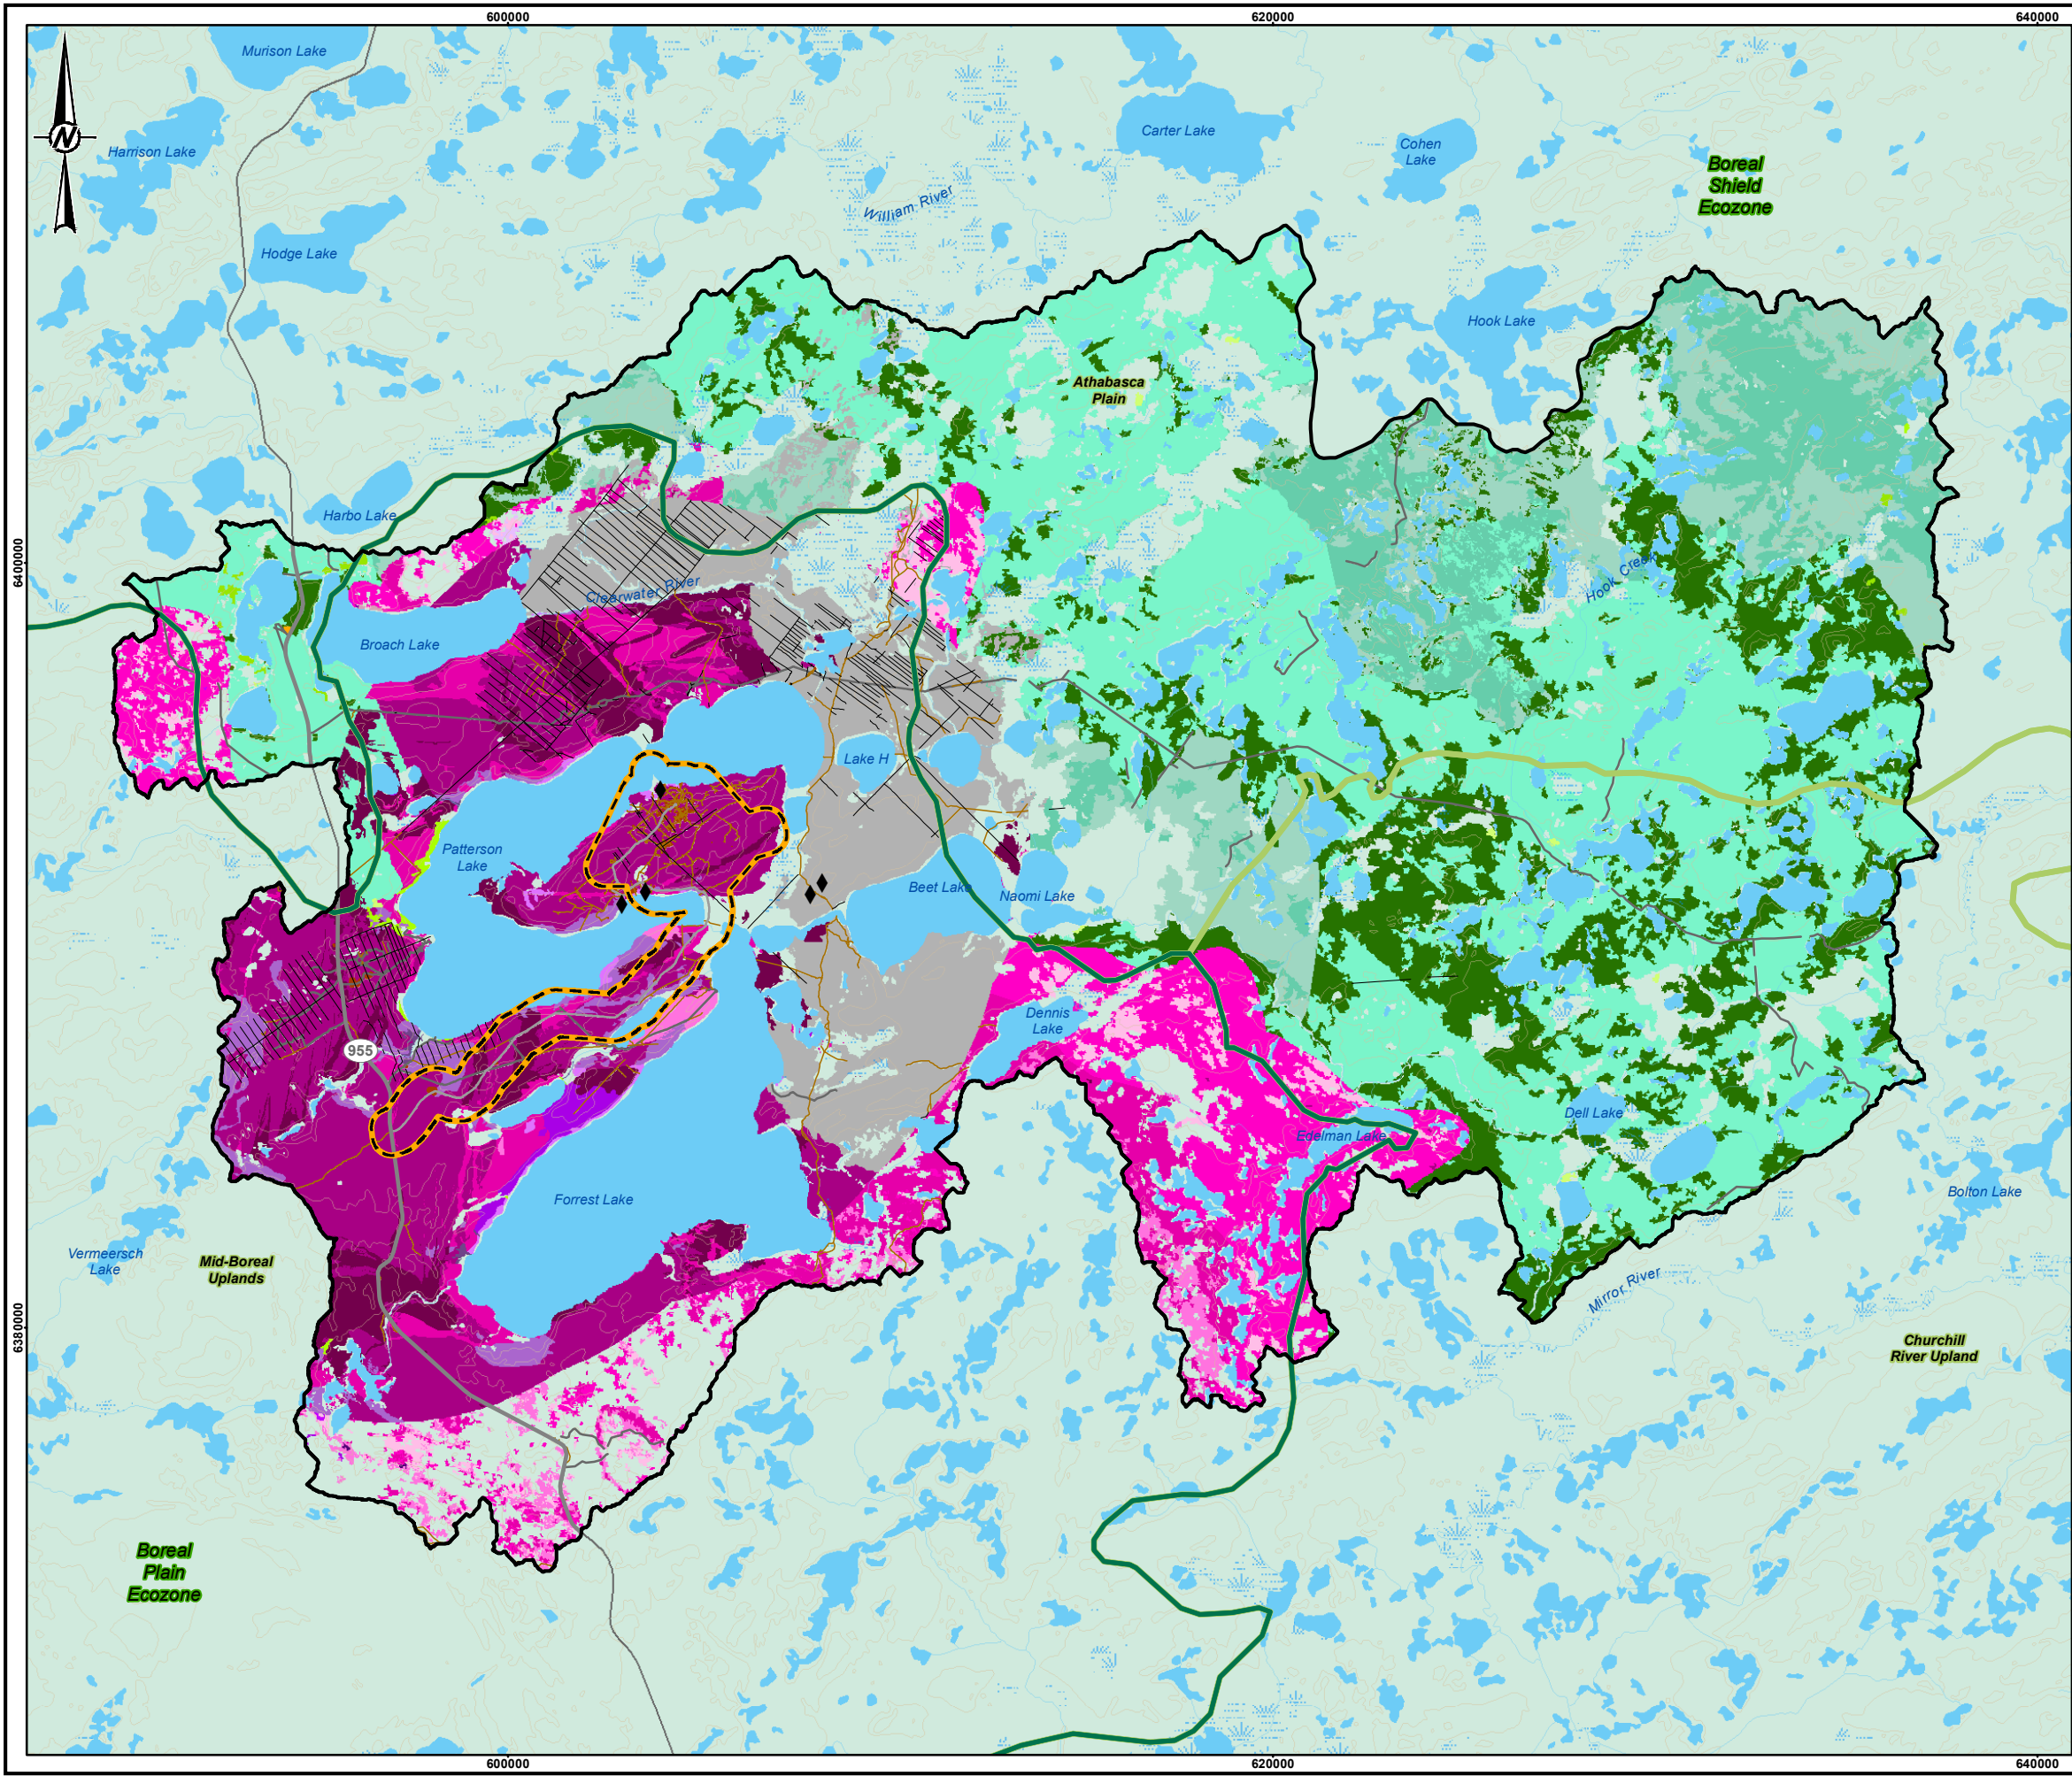 600000
620000
640000
Murison Lake
Carter Lake
Cohen
Lake
Harrison Lake
N
Boreal
Shield
Ecozone
William River
Hodge Lake
Hook Lake
Athabasca
Plain
Harbo Lake
6400000
Clearwater River
Hook Creek
Broach Lake
Lake H
Patterson
Lake
Beet Lake
Naomi Lake
Dennis
Lake
955
Dell Lake
Edelman Lake
Forrest Lake
Bolton Lake
Vermeersch
Lake
Mid-Boreal
Uplands
Mirror River
6380000
Churchill
River Upland
Boreal
Plain
Ecozone
600000
620000
640000